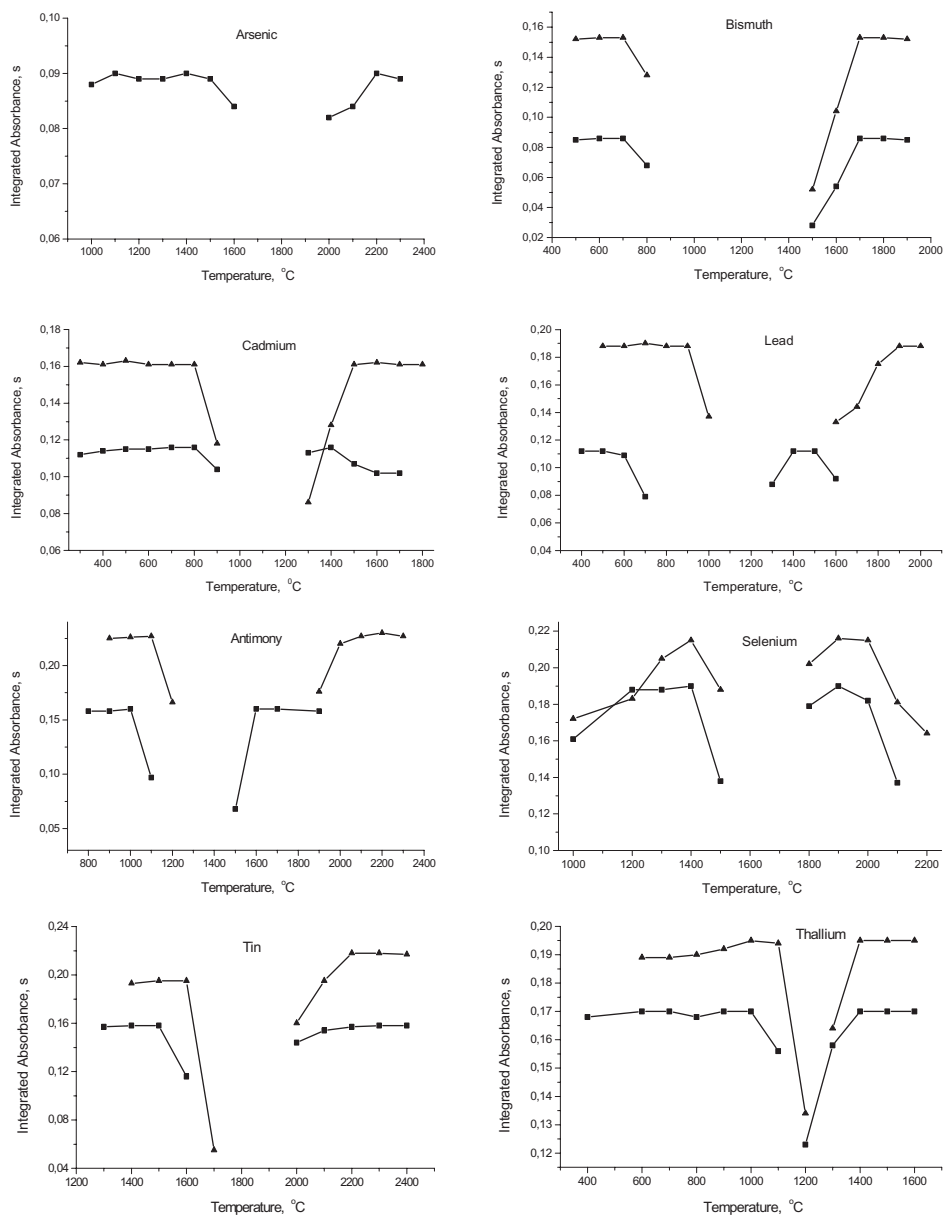 Arsenic
Integrated Absorbance, s
0,10
0,09
0,08
0,07
0,06
1000 1200 1400 1600 1800 2000 2200 2400
Temperature, °C
Bismuth
Integrated Absorbance, s
0,16
0,14
0,12
0,10
0,08
0,06
0,04
0,02
400 600 800 1000 1200 1400 1600 1800 2000
Temperature, °C
Cadmium
Integrated Absorbance, s
0,18
0,16
0,14
0,12
0,10
0,08
0,06
400 600 800 1000 1200 1400 1600 1800
Temperature, °C
Lead
Integrated Absorbance, s
0,20
0,18
0,16
0,14
0,12
0,10
0,08
0,06
0,04
400 600 800 1000 1200 1400 1600 1800 2000
Temperature, °C
Antimony
Integrated Absorbance, s
0,20
0,15
0,10
0,05
800 1000 1200 1400 1600 1800 2000 2200 2400
Temperature, °C
Selenium
Integrated Absorbance, s
0,22
0,20
0,18
0,16
0,14
0,12
0,10
1000 1200 1400 1600 1800 2000 2200
Temperature, °C
Tin
Integrated Absorbance, s
0,24
0,20
0,16
0,12
0,08
0,04
1200 1400 1600 1800 2000 2200 2400
Temperature, °C
Thallium
Integrated Absorbance, s
0,20
0,19
0,18
0,17
0,16
0,15
0,14
0,13
0,12
400 600 800 1000 1200 1400 1600
Temperature, °C